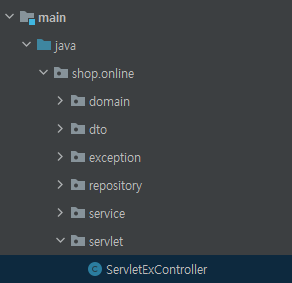 main
java
shop.online
domain
dto
exception
repository
service
servlet
ServletExController